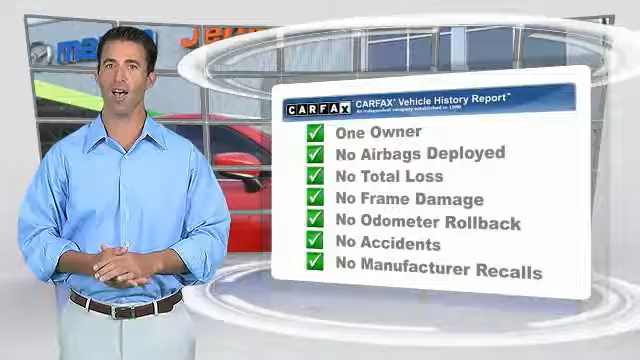 CARFAX CARFAX® Vehicle History Report™
An independent company established in 1986
One Owner
No Airbags Deployed
No Total Loss
No Frame Damage
No Odometer Rollback
No Accidents
No Manufacturer Recalls